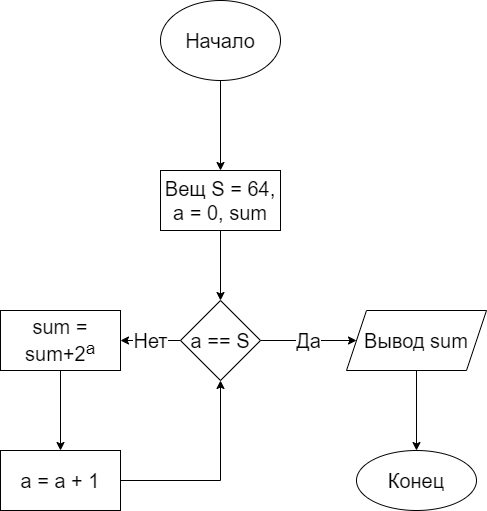 Начало
Вещ S = 64,
a = 0, sum
a == S
Нет
Да
sum =
sum+2ᵃ
Вывод sum
a = a + 1
Конец